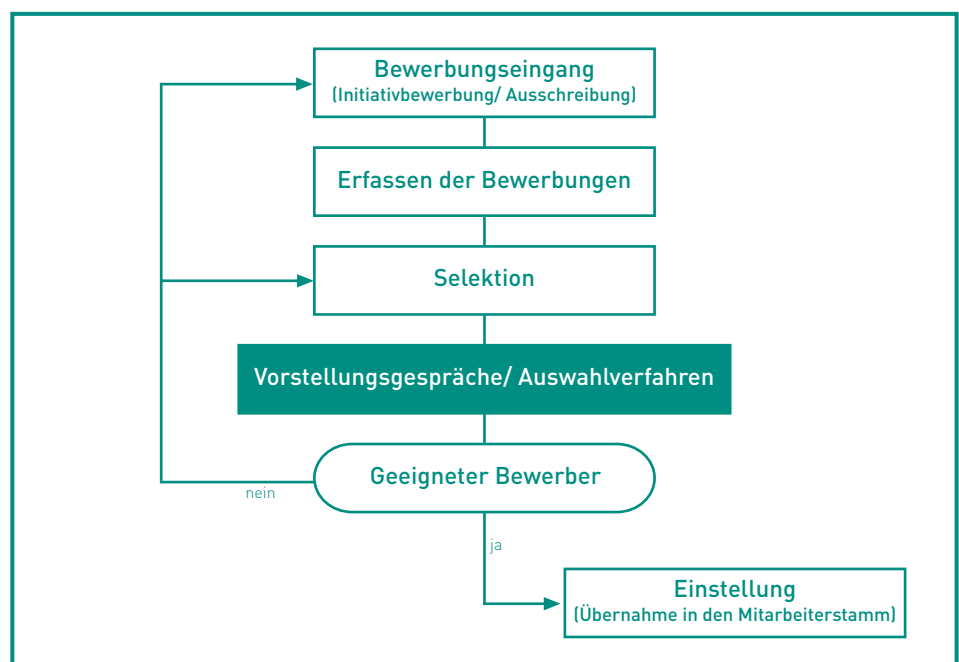 Bewerbungseingang
(Initiativbewerbung/ Ausschreibung)
Erfassen der Bewerbungen
Selektion
Vorstellungsgespräche/ Auswahlverfahren
Geeigneter Bewerber
nein
ja
Einstellung
(Übernahme in den Mitarbeiterstamm)